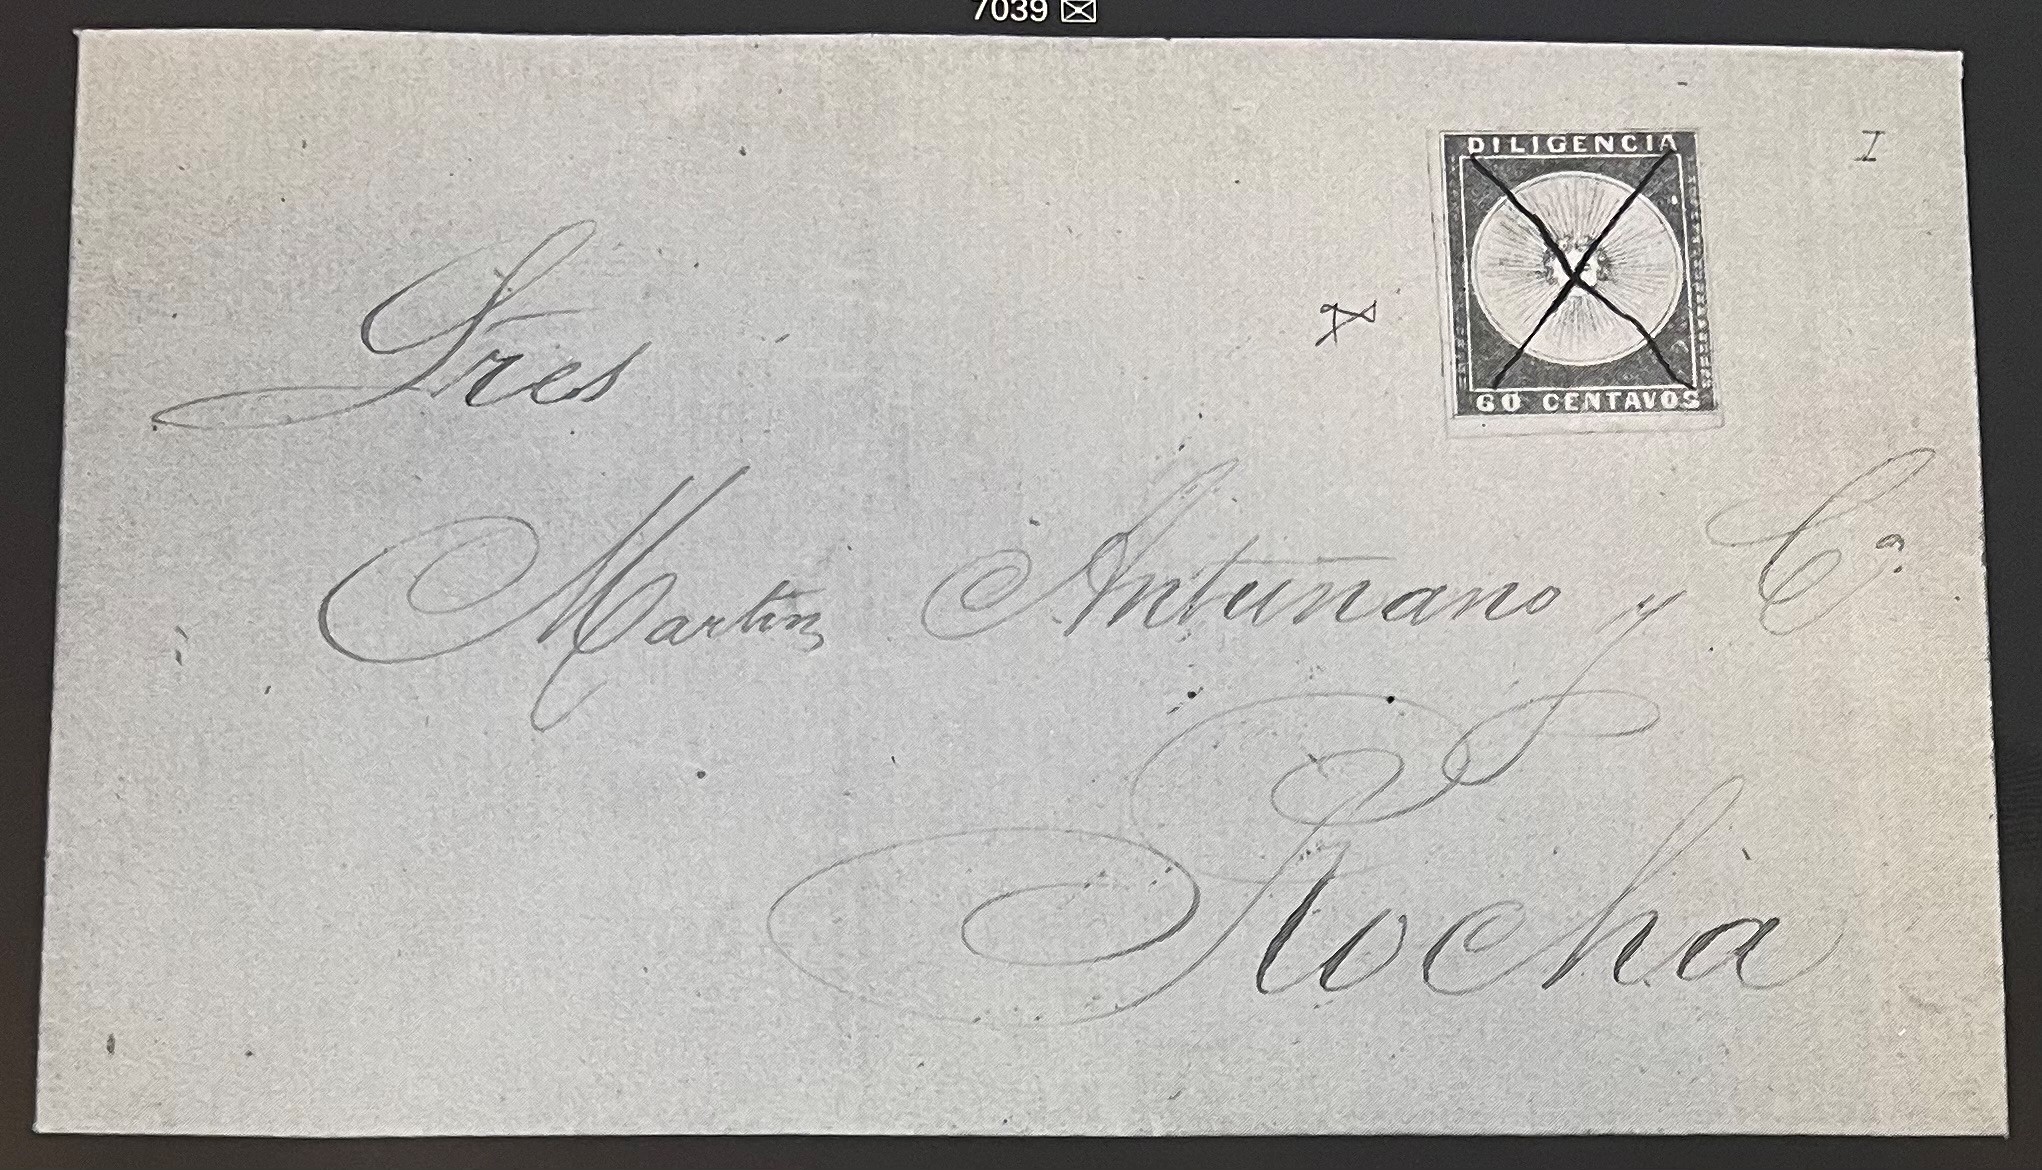 7039
DILIGENCIA
I
60 CENTAVOS
Sres
Martin Antuñano y Cª
Rocha